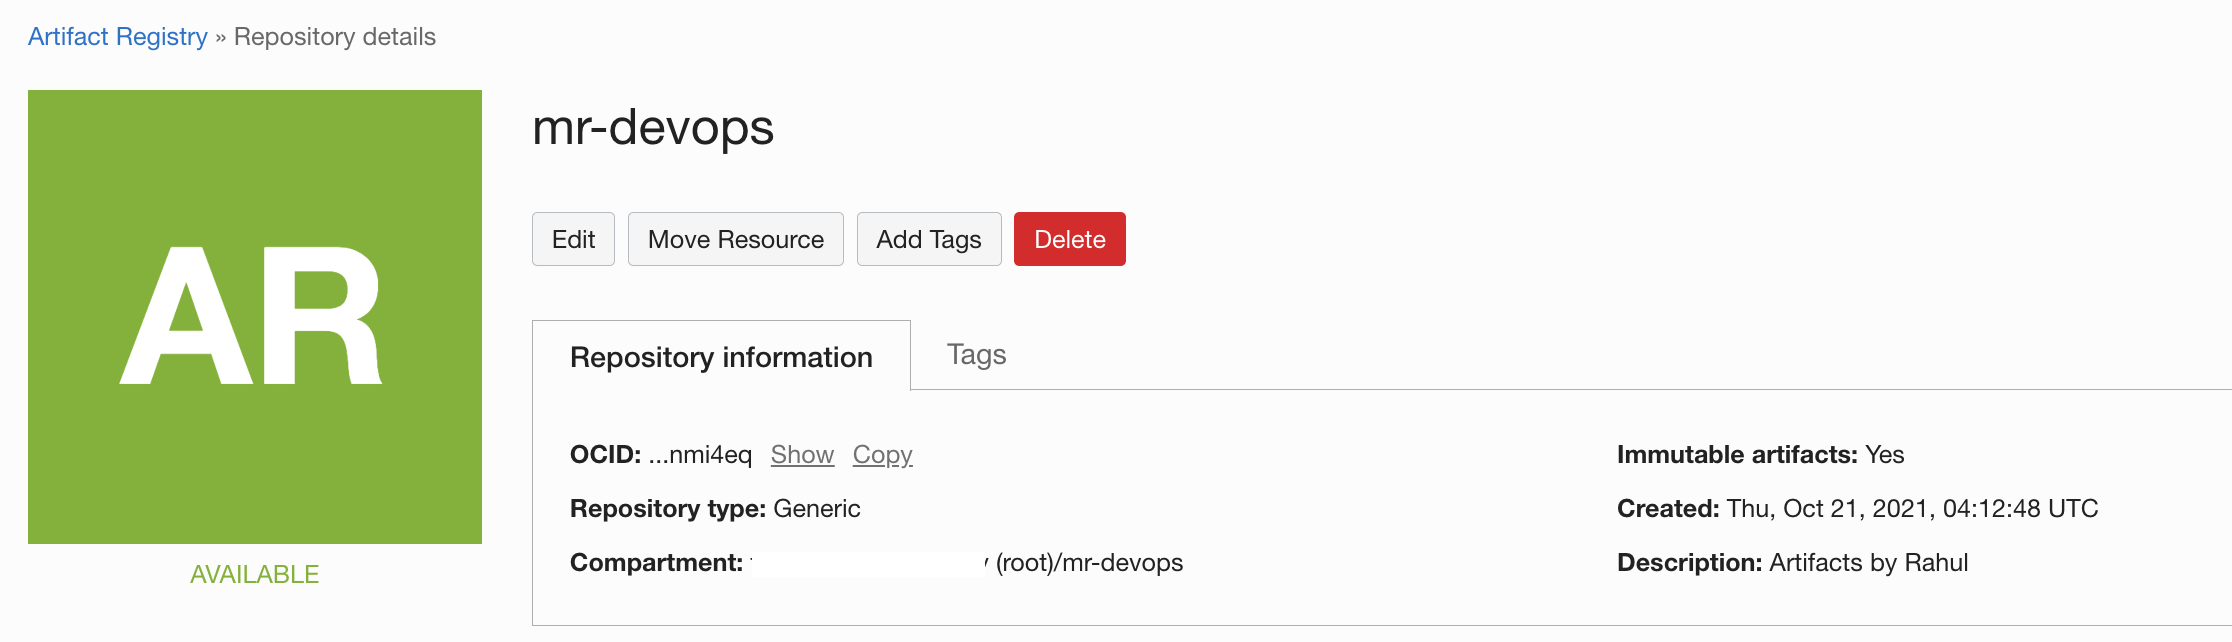 Artifact Registry » Repository details
AR
AVAILABLE
mr-devops
Edit Move Resource Add Tags Delete
Repository information Tags
OCID: ...nmi4eq Show Copy
Repository type: Generic
Compartment: (root)/mr-devops
Immutable artifacts: Yes
Created: Thu, Oct 21, 2021, 04:12:48 UTC
Description: Artifacts by Rahul